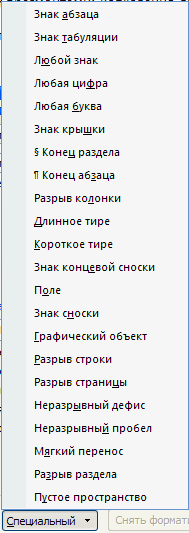 Знак абзаца
Знак табуляции
Любой знак
Любая цифра
Любая буква
Знак крышки
§ Конец раздела
¶ Конец абзаца
Разрыв колонки
Длинное тире
Короткое тире
Знак концевой сноски
Поле
Знак сноски
Графический объект
Разрыв строки
Разрыв страницы
Неразрывный дефис
Неразрывный пробел
Мягкий перенос
Разрыв раздела
Пустое пространство
Специальный Снять формати